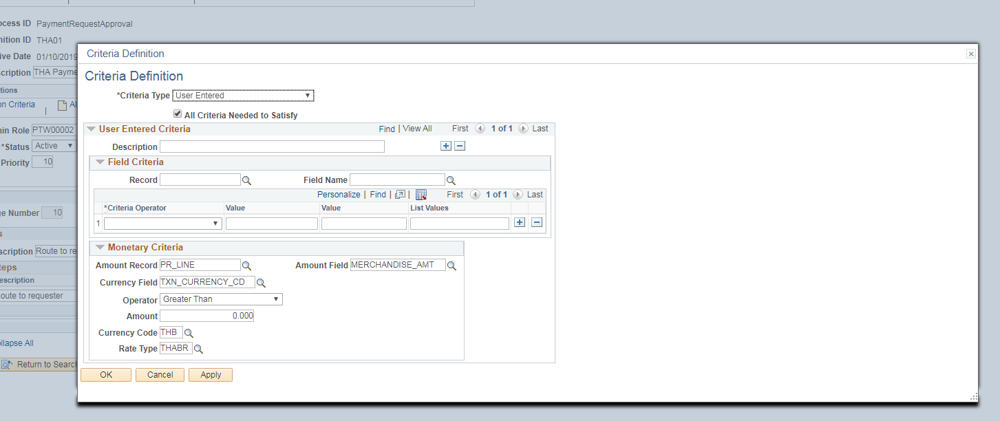 ocess ID PaymentRequestApproval
nition ID THA01
ive Date 01/10/2019
scription THA Payme
tions
on Criteria | Al
min Role PTW00002
*Status Active
Priority 10
ge Number 10
s
scription Route to re
teps
escription
oute to requester
ollapse All
Return to Search
Criteria Definition
Criteria Definition
*Criteria Type User Entered
All Criteria Needed to Satisfy
User Entered Criteria Find | View All First 1 of 1 Last
Description
Field Criteria
Record Field Name
Personalize | Find | | First 1 of 1 Last
*Criteria Operator Value Value List Values
1
Monetary Criteria
Amount Record PR_LINE Amount Field MERCHANDISE_AMT
Currency Field TXN_CURRENCY_CD
Operator Greater Than
Amount 0.000
Currency Code THB
Rate Type THABR
OK Cancel Apply